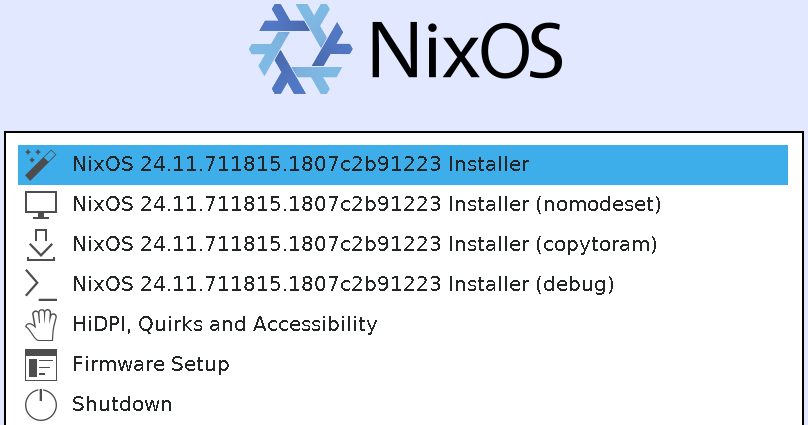 NixOS
NixOS 24.11.711815.1807c2b91223 Installer
NixOS 24.11.711815.1807c2b91223 Installer (nomodeset)
NixOS 24.11.711815.1807c2b91223 Installer (copytoram)
NixOS 24.11.711815.1807c2b91223 Installer (debug)
HiDPI, Quirks and Accessibility
Firmware Setup
Shutdown